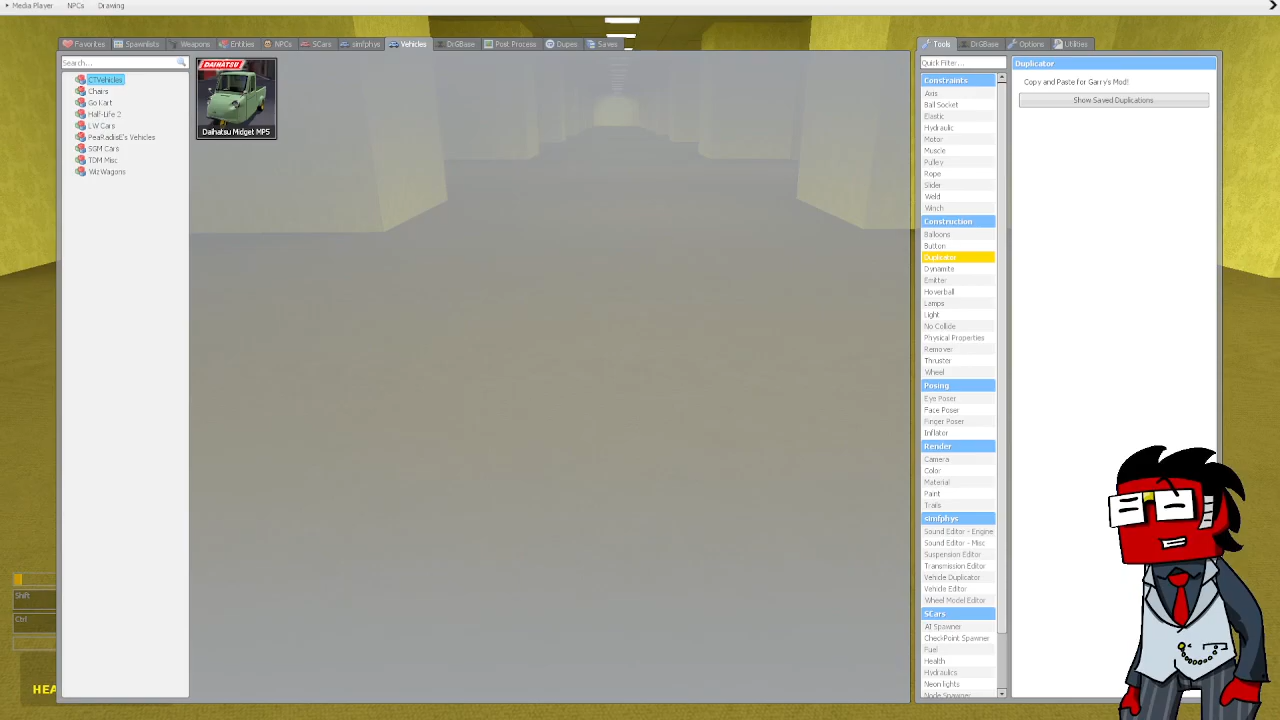 Media Player NPCs Drawing
Favorites Spawnlists Weapons Entities NPCs SCars simfphys Vehicles DrGBase Post Process Dupes Saves
Search...
CTVehicles
Chairs
Go Kart
Half-Life 2
LW Cars
PeaRadisE's Vehicles
SGM Cars
TDM Misc
WizWagons
DAIHATSU
Daihatsu Midget MP5
Tools DrGBase Options Utilities
Quick Filter...
Constraints
Axis
Ball Socket
Elastic
Hydraulic
Motor
Muscle
Pulley
Rope
Slider
Weld
Winch
Construction
Balloons
Button
Duplicator
Dynamite
Emitter
Hoverball
Lamps
Light
No Collide
Physical Properties
Remover
Thruster
Wheel
Posing
Eye Poser
Face Poser
Finger Poser
Inflator
Render
Camera
Color
Material
Paint
Trails
simfphys
Sound Editor - Engine
Sound Editor - Misc
Suspension Editor
Transmission Editor
Vehicle Duplicator
Vehicle Editor
Wheel Model Editor
SCars
AI Spawner
CheckPoint Spawner
Fuel
Health
Hydraulics
Neon lights
Node Spawner
Duplicator
Copy and Paste for Garry's Mod!
Show Saved Duplications
Shift
Ctrl
HEA